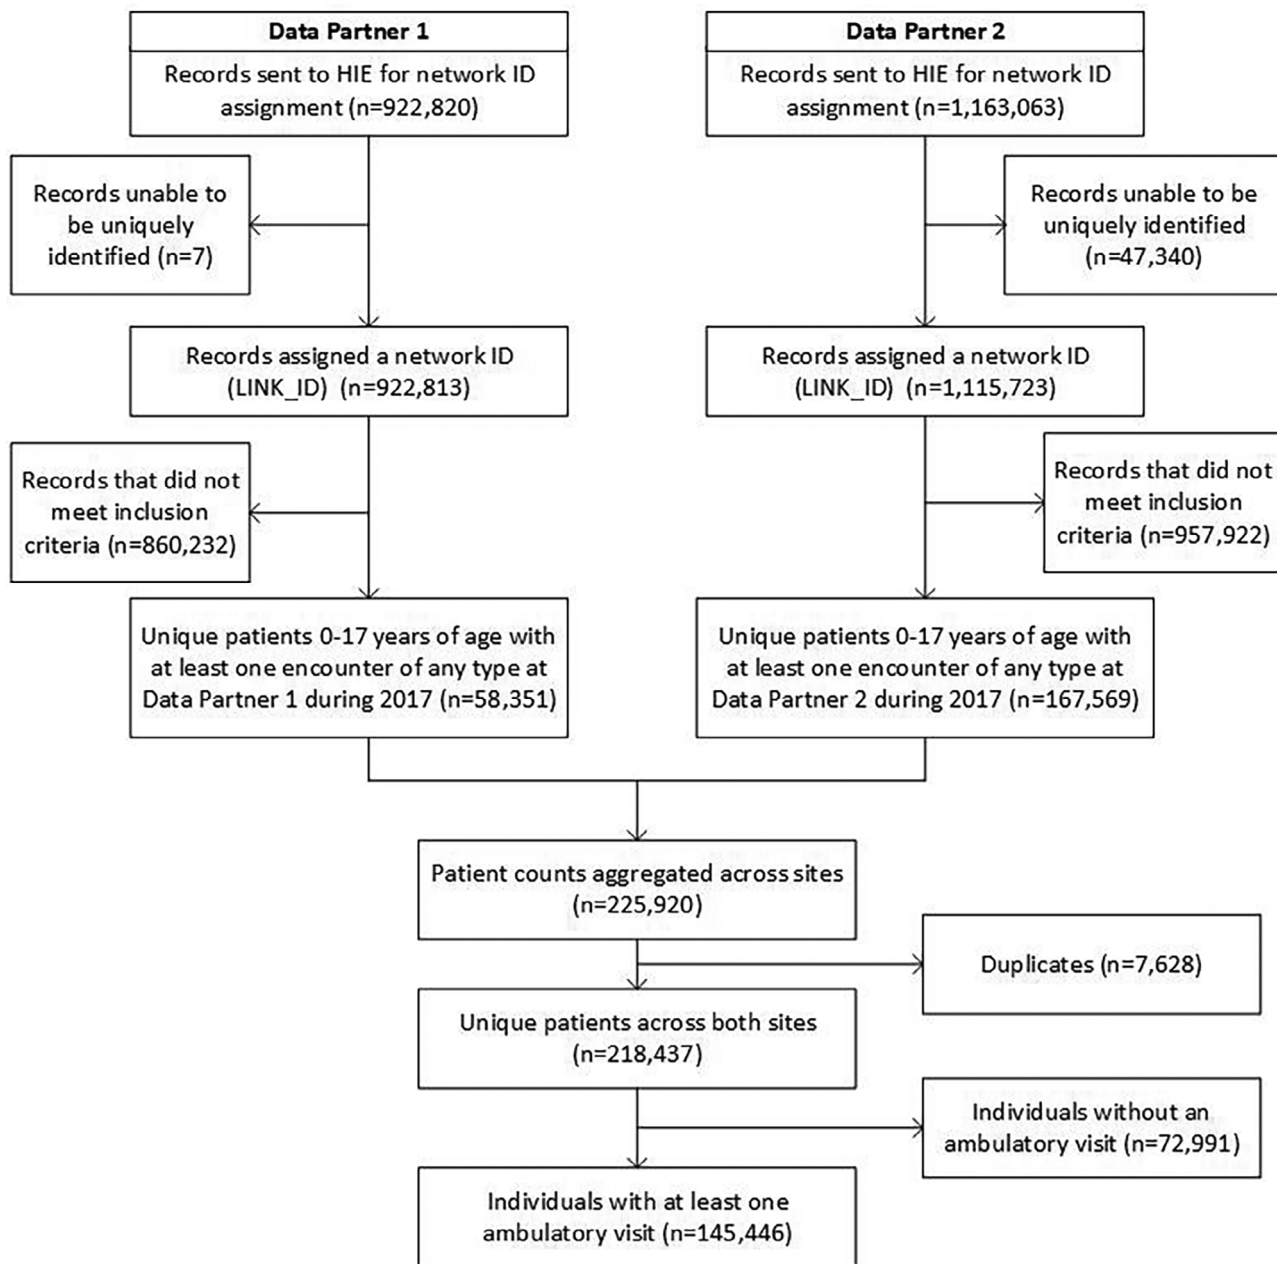 Data Partner 1
Records sent to HIE for network ID
assignment (n=922,820)
Data Partner 2
Records sent to HIE for network ID
assignment (n=1,163,063)
Records unable to
be uniquely
identified (n=7)
Records unable to be
uniquely identified
(n=47,340)
Records assigned a network ID
(LINK_ID) (n=922,813)
Records assigned a network ID
(LINK_ID) (n=1,115,723)
Records that did not
meet inclusion
criteria (n=860,232)
Records that did not
meet inclusion
criteria (n=957,922)
Unique patients 0-17 years of age with
at least one encounter of any type at
Data Partner 1 during 2017 (n=58,351)
Unique patients 0-17 years of age with
at least one encounter of any type at
Data Partner 2 during 2017 (n=167,569)
Patient counts aggregated across sites
(n=225,920)
Duplicates (n=7,628)
Unique patients across both sites
(n=218,437)
Individuals without an
ambulatory visit (n=72,991)
Individuals with at least one
ambulatory visit (n=145,446)